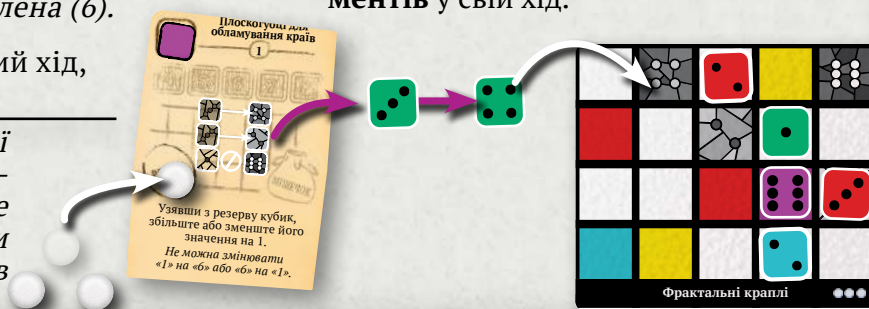 лена (6).
ментів у свій хід.
ий хід,
ї
–
е
и
в
Плоскогубці для
обламування країв
1
МІШЕЧОК
Узявши з резерву кубик,
збільште або зменште його
значення на 1.
Не можна змінювати
«1» на «6» або «6» на «1».
Фрактальні краплі